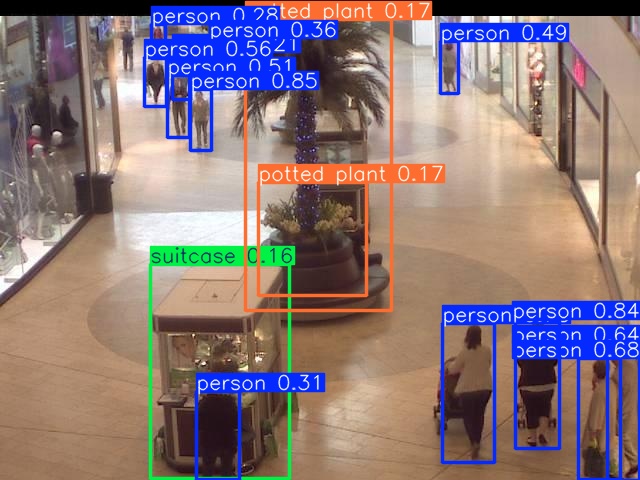 person 0.28
potted plant 0.17
person 0.36
person 0.49
person 0.56
person 0.51
person 0.85
potted plant 0.17
suitcase 0.16
person
person 0.84
person 0.64
person 0.68
person 0.31